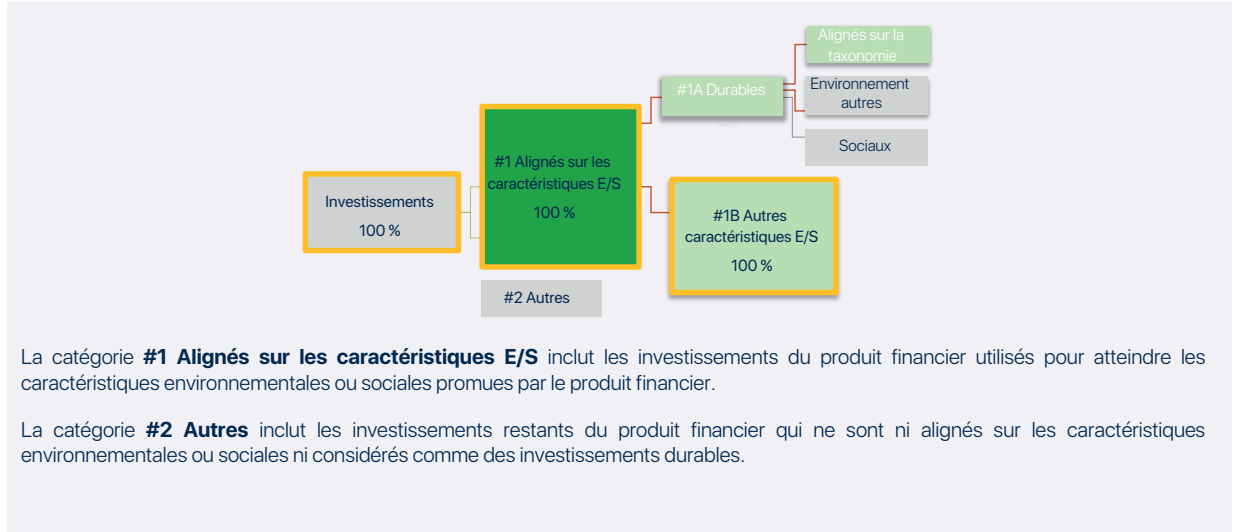 Alignés sur la
taxonomie
#1A Durables
Environnement
autres
Sociaux
#1 Alignés sur les
caractéristiques E/S
100 %
Investissements
100 %
#1B Autres
caractéristiques E/S
100 %
#2 Autres
La catégorie #1 Alignés sur les caractéristiques E/S inclut les investissements du produit financier utilisés pour atteindre les
caractéristiques environnementales ou sociales promues par le produit financier.
La catégorie #2 Autres inclut les investissements restants du produit financier qui ne sont ni alignés sur les caractéristiques
environnementales ou sociales ni considérés comme des investissements durables.